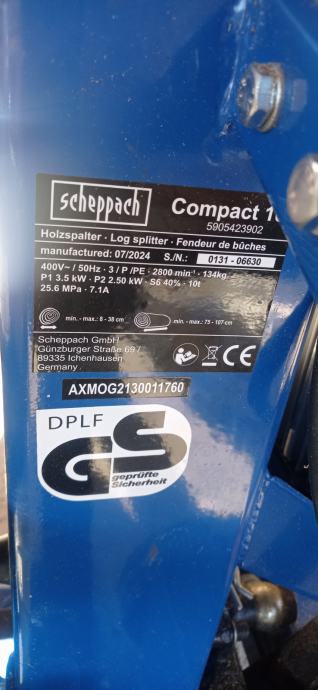 scheppach
Compact 10
5905423902
Holzspalter · Log splitter · Fendeur de bûches
manufactured: 07/2024 S./N.: 0131 - 06630
400V~ / 50Hz · 3 / P /PE · 2800 min⁻¹ · 134kg
P1 3.5 kW · P2 2.50 kW · S6 40% · 10t
25.6 MPa · 7.1A
min. - max.: 8 - 38 cm
min. - max.: 75 - 107 cm
Scheppach GmbH
Günzburger Straße 69
89335 Ichenhausen
Germany
CE
AXMOG2130011760
DPLF
GS
geprüfte
Sicherheit